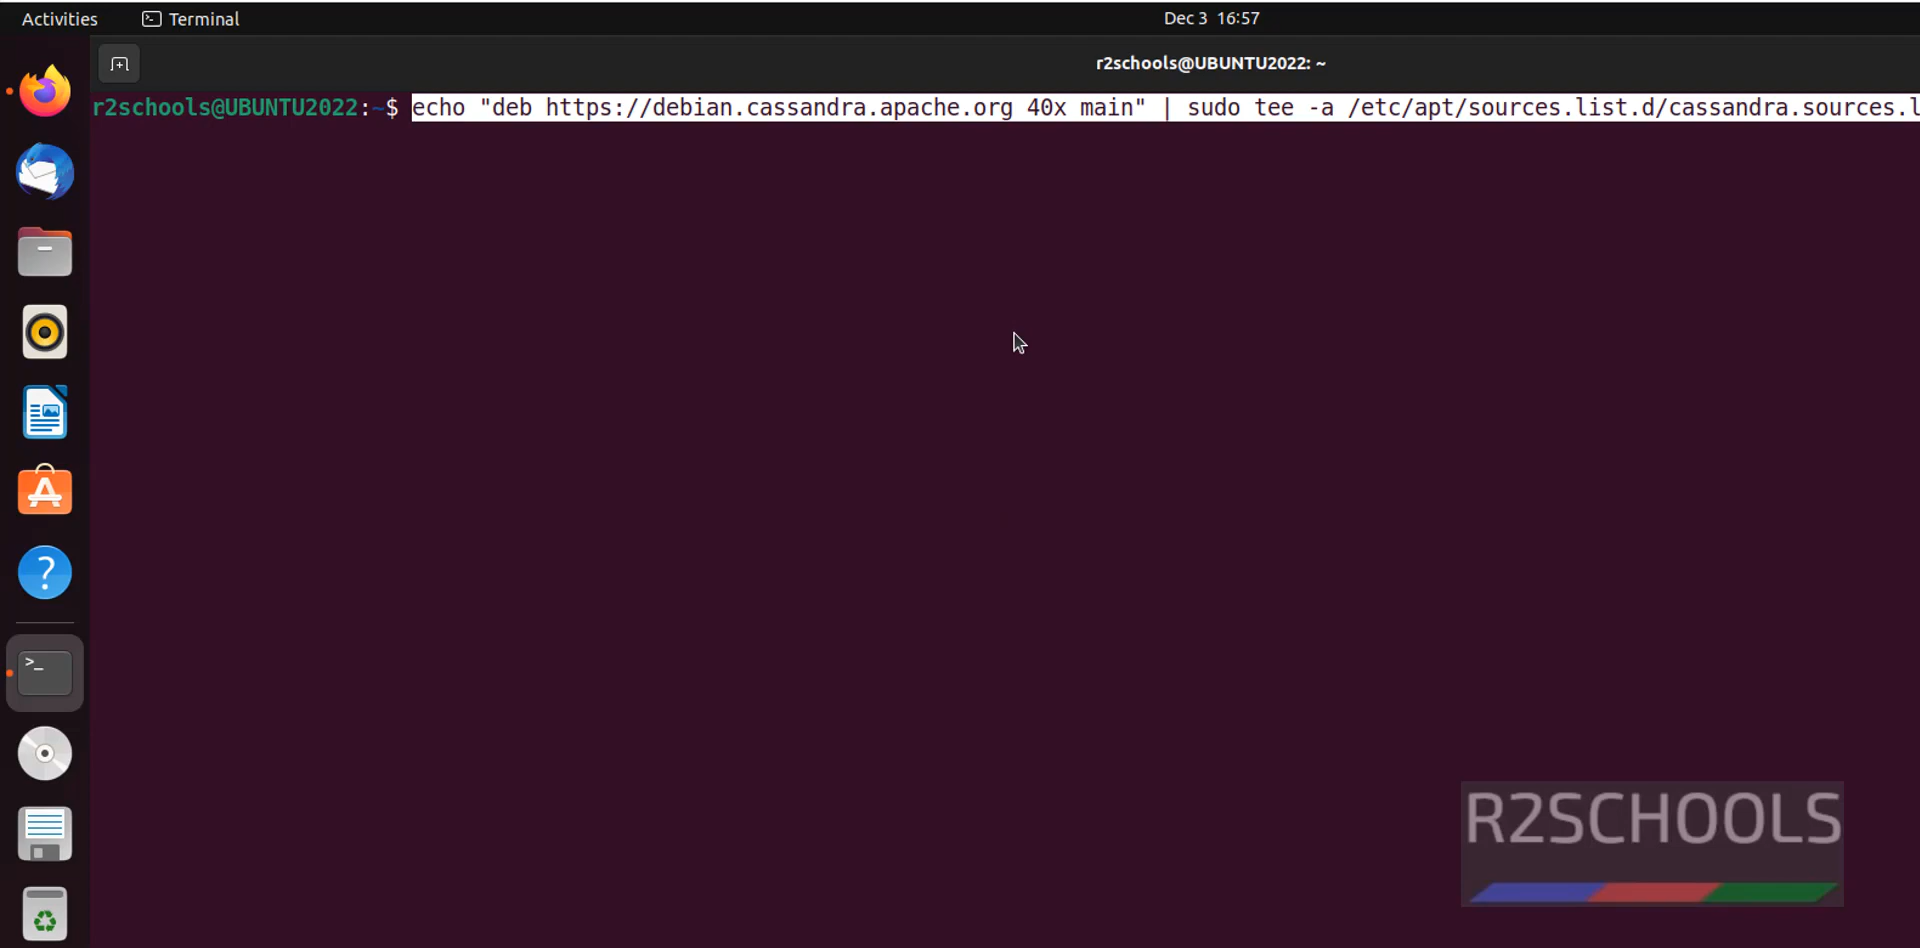 Activities
Terminal
Dec 3 16:57
r2schools@UBUNTU2022: ~
r2schools@UBUNTU2022:~$ echo "deb https://debian.cassandra.apache.org 40x main" | sudo tee -a /etc/apt/sources.list.d/cassandra.sources.l
R2SCHOOLS